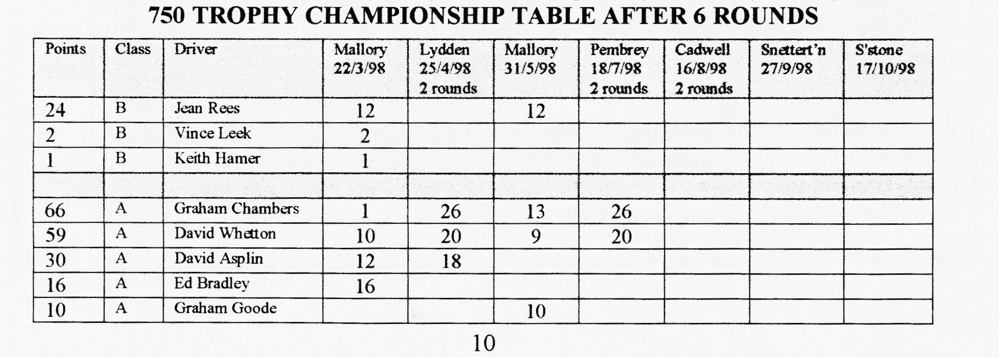 750 TROPHY CHAMPIONSHIP TABLE AFTER 6 ROUNDS
Points Class Driver Mallory 22/3/98 Lydden 25/4/98 2 rounds Mallory 31/5/98 Pembrey 18/7/98 2 rounds Cadwell 16/8/98 2 rounds Snettert'n 27/9/98 S'stone 17/10/98
24 B Jean Rees 12 12
2 B Vince Leek 2
1 B Keith Hamer 1
66 A Graham Chambers 1 26 13 26
59 A David Whetton 10 20 9 20
30 A David Asplin 12 18
16 A Ed Bradley 16
10 A Graham Goode 10
10